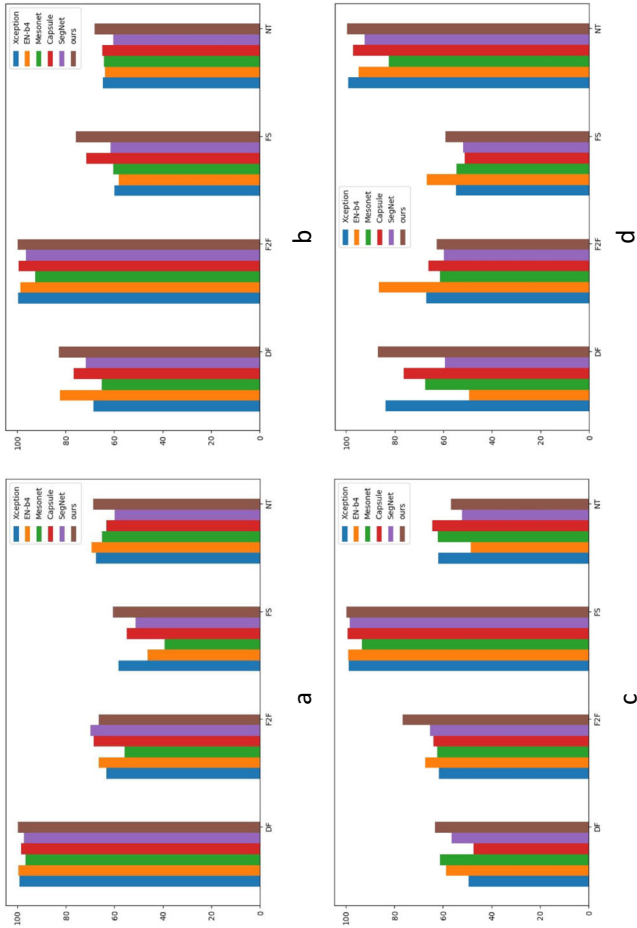 100
80
60
40
20
0
DF F2F FS NT
Xception
EN-b4
Mesonet
Capsule
SegNet
ours
a
100
80
60
40
20
0
DF F2F FS NT
Xception
EN-b4
Mesonet
Capsule
SegNet
ours
b
100
80
60
40
20
0
DF F2F FS NT
Xception
EN-b4
Mesonet
Capsule
SegNet
ours
c
100
80
60
40
20
0
DF F2F FS NT
Xception
EN-b4
Mesonet
Capsule
SegNet
ours
d